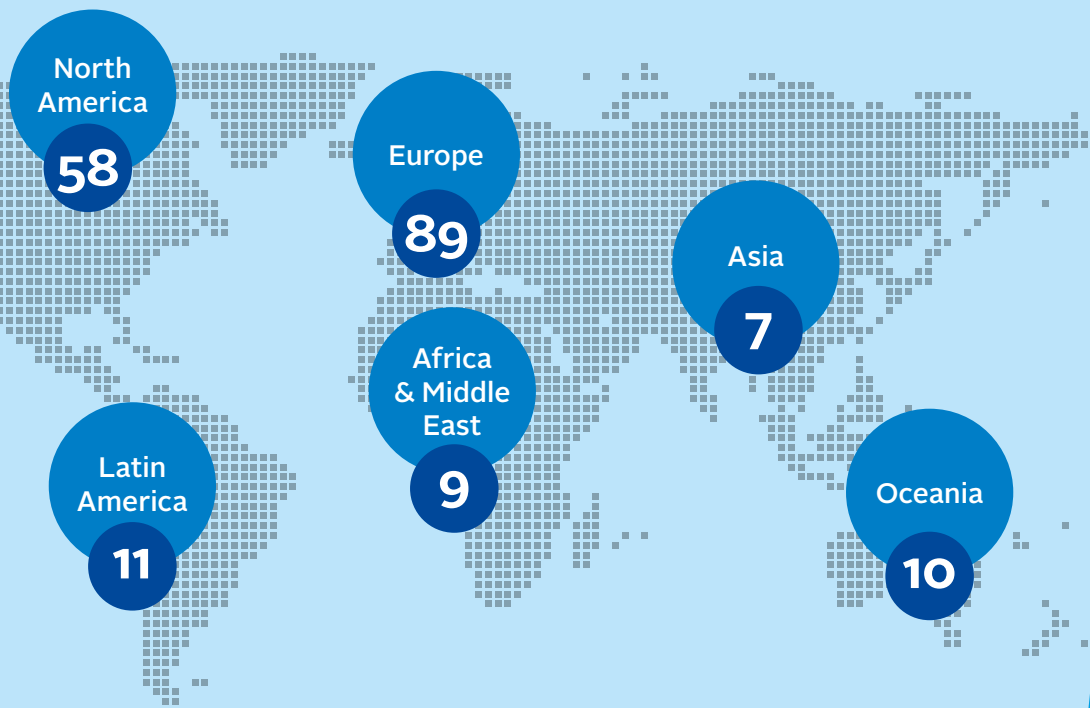 North
America
58
Europe
89
Asia
7
Africa
& Middle
East
9
Latin
America
11
Oceania
10